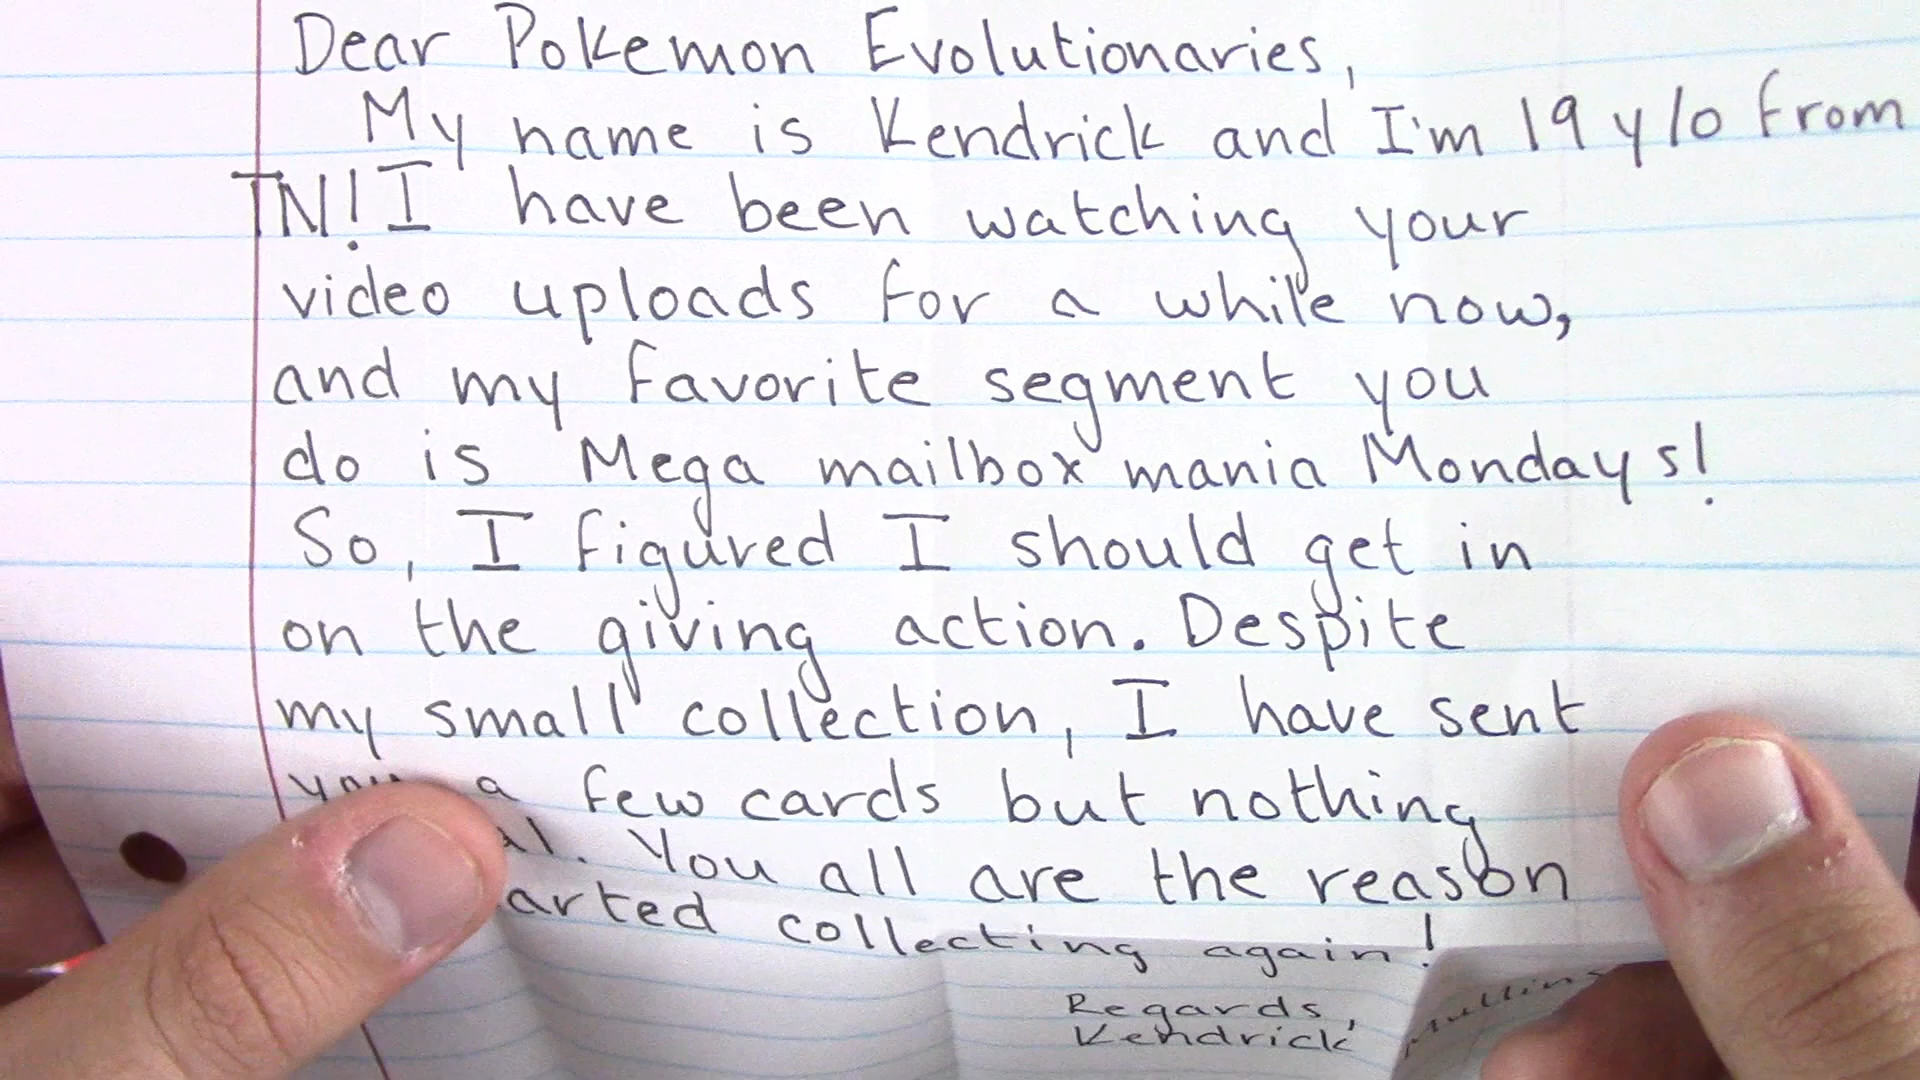 Dear Pokemon Evolutionaries,
My name is Kendrick and I'm 19 y/o from
TN! I have been watching your
video uploads for a while now,
and my favorite segment you
do is Mega mailbox mania Mondays!
So, I figured I should get in
on the giving action. Despite
my small collection, I have sent
you a few cards but nothing
al. You all are the reason
arted collecting again!
Regards,
Kendrick
Mullins